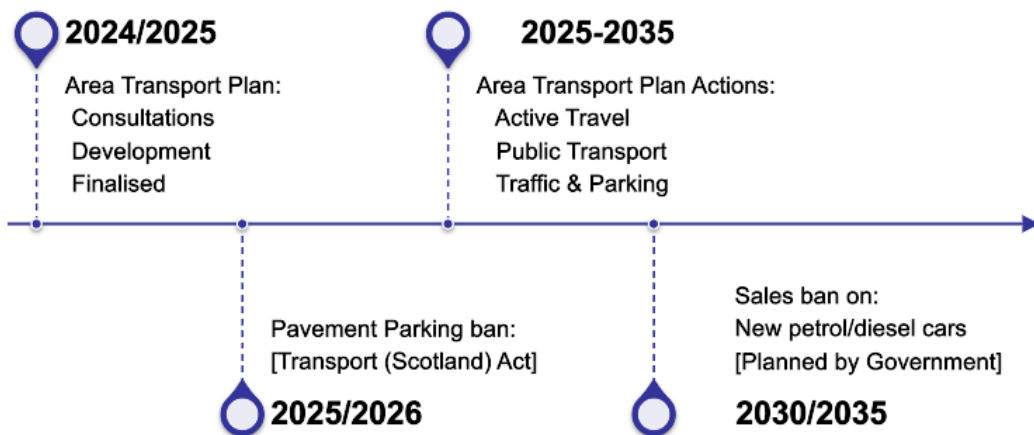 2024/2025
Area Transport Plan:
Consultations
Development
Finalised
2025-2035
Area Transport Plan Actions:
Active Travel
Public Transport
Traffic & Parking
Pavement Parking ban:
[Transport (Scotland) Act]
2025/2026
Sales ban on:
New petrol/diesel cars
[Planned by Government]
2030/2035